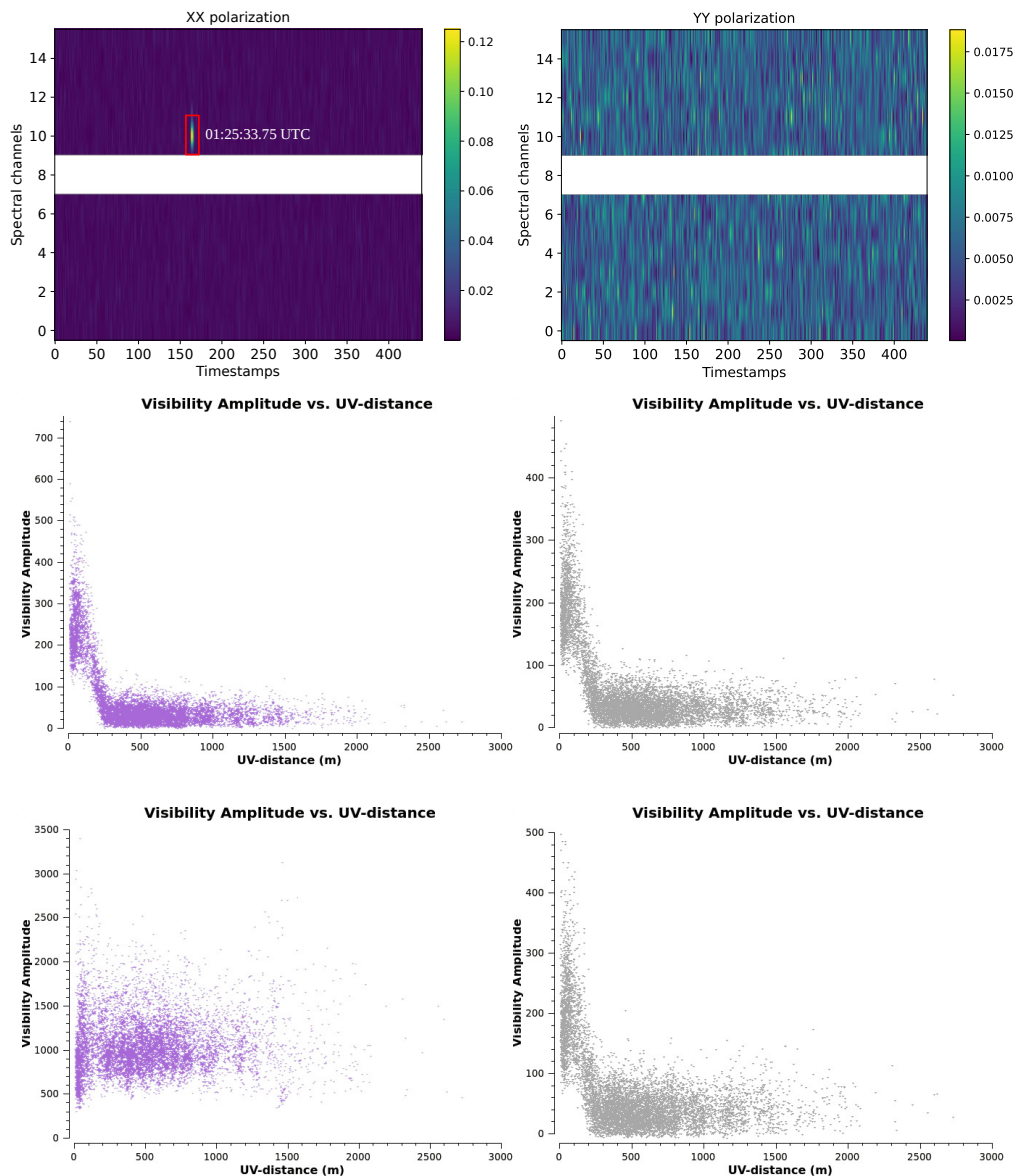 XX polarization
14
12
10
8
6
4
2
0
Spectral channels
01:25:33.75 UTC
0 50 100 150 200 250 300 350 400
Timestamps
0.12
0.10
0.08
0.06
0.04
0.02
YY polarization
14
12
10
8
6
4
2
0
Spectral channels
0 50 100 150 200 250 300 350 400
Timestamps
0.0175
0.0150
0.0125
0.0100
0.0075
0.0050
0.0025
Visibility Amplitude vs. UV-distance
700
600
500
400
300
200
100
0
Visibility Amplitude
0 500 1000 1500 2000 2500 3000
UV-distance (m)
Visibility Amplitude vs. UV-distance
400
300
200
100
0
Visibility Amplitude
0 500 1000 1500 2000 2500 3000
UV-distance (m)
Visibility Amplitude vs. UV-distance
3500
3000
2500
2000
1500
1000
500
0
Visibility Amplitude
0 500 1000 1500 2000 2500 3000
UV-distance (m)
Visibility Amplitude vs. UV-distance
500
400
300
200
100
0
Visibility Amplitude
0 500 1000 1500 2000 2500 3000
UV-distance (m)